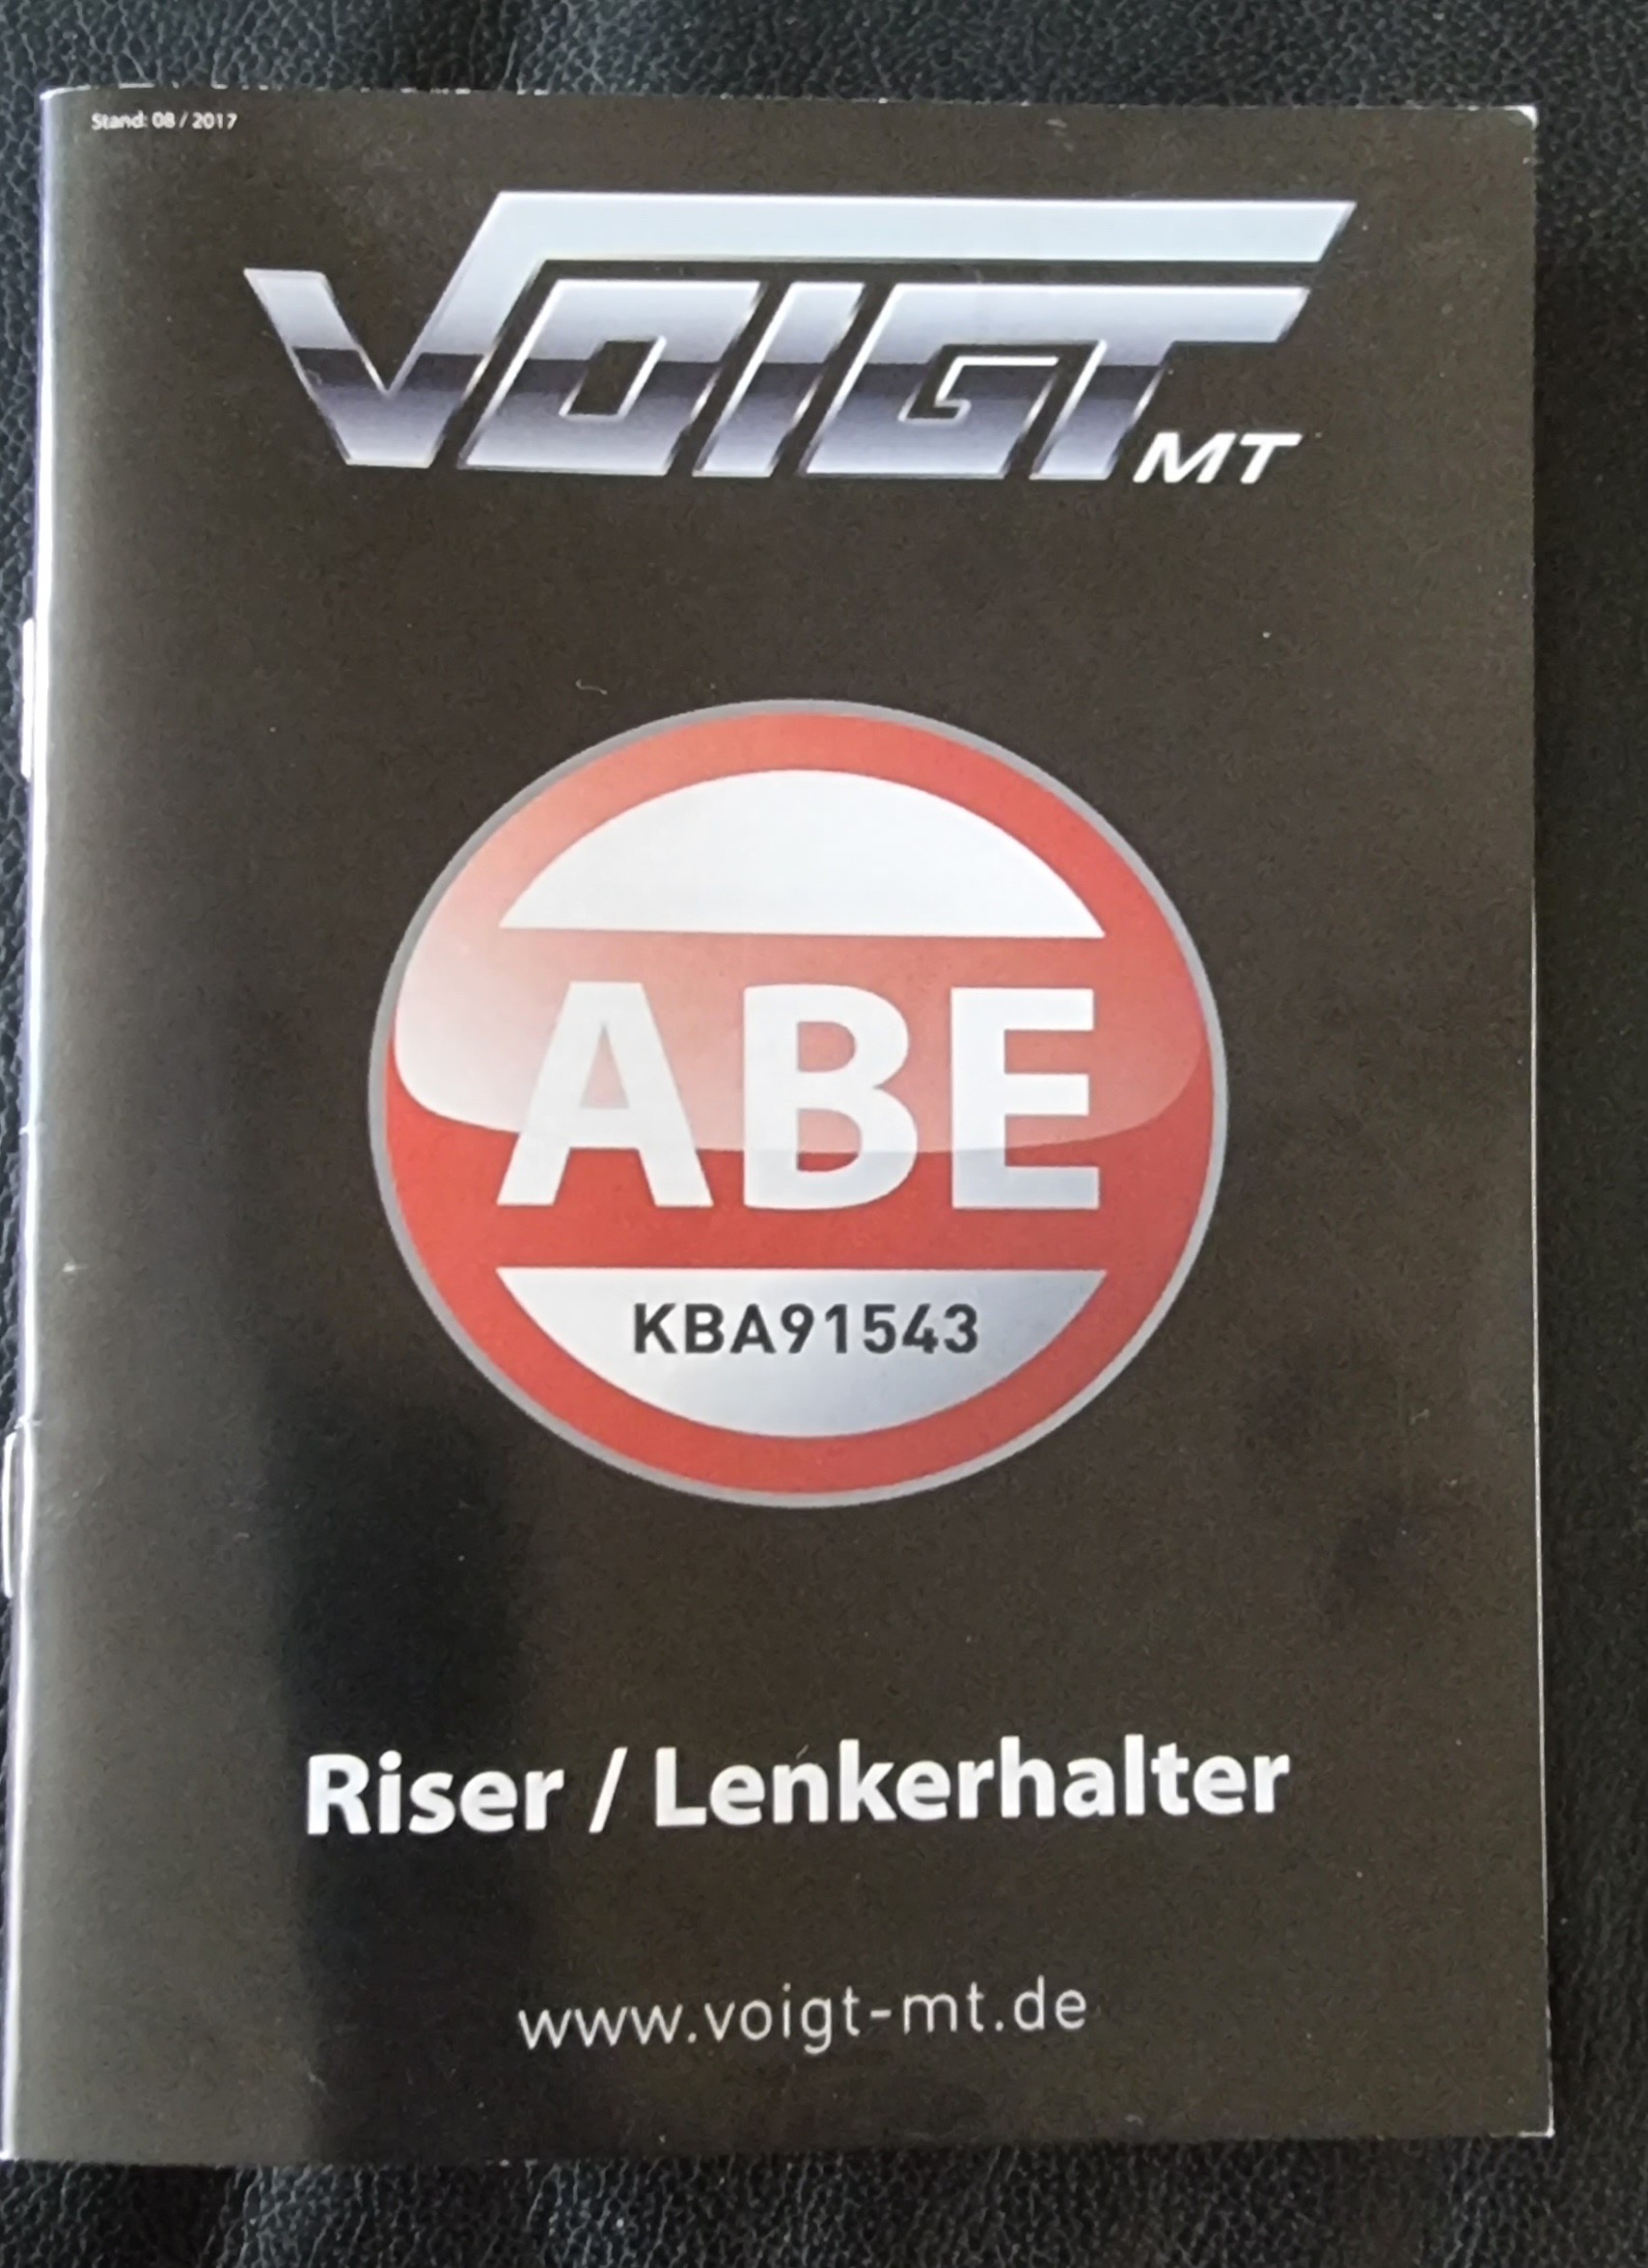 Stand: 08 / 2017
VOIGT MT
ABE
KBA91543
Riser / Lenkerhalter
www.voigt-mt.de